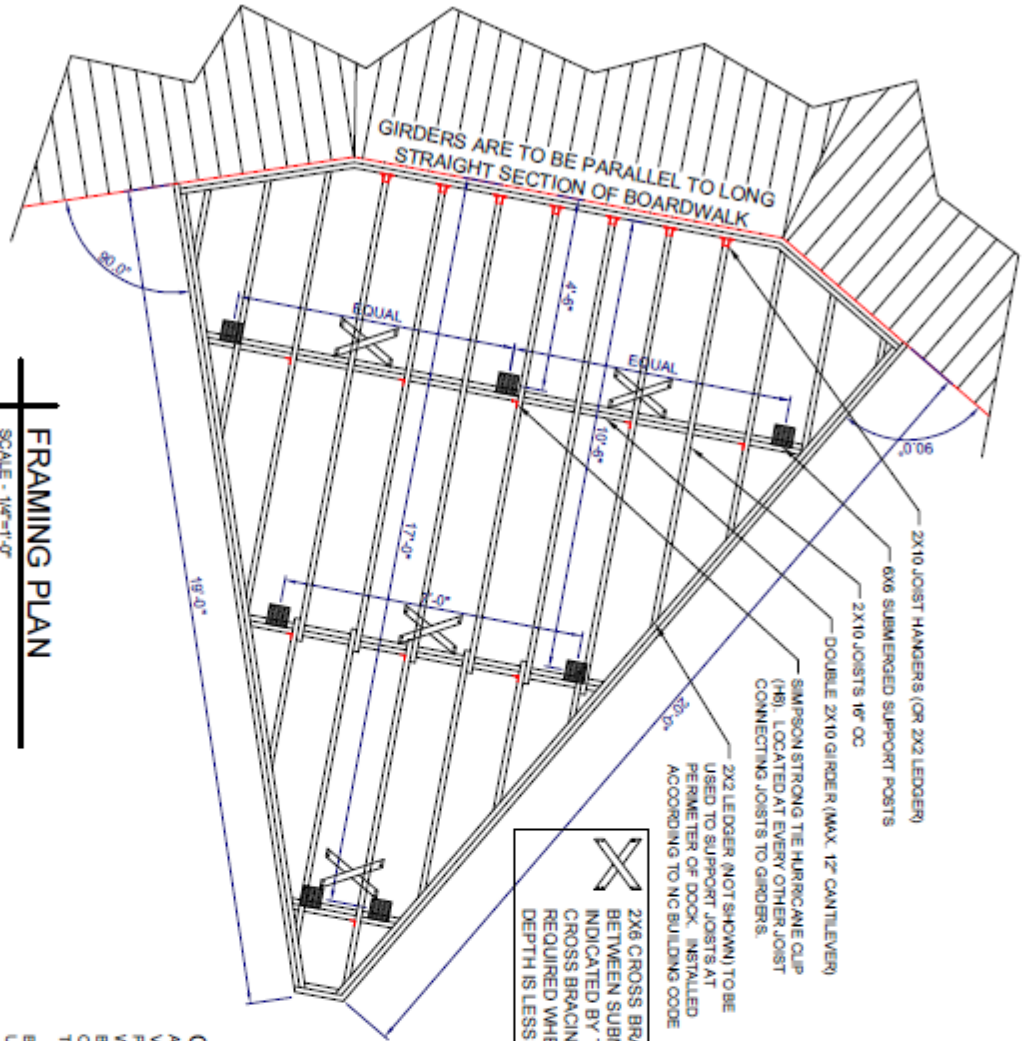 GIRDERS ARE TO BE PARALLEL TO LONG
STRAIGHT SECTION OF BOARDWALK
90.0°
EQUAL
4'-6"
EQUAL
10'-6"
17'-0"
90.0°
19'-0"
20'-0"
2X10 JOIST HANGERS (OR 2X2 LEDGER)
6X6 SUBMERGED SUPPORT POSTS
2X10 JOISTS 16" OC
DOUBLE 2X10 GIRDER (MAX. 12" CANTILEVER)
SIMPSON STRONG TIE HURRICANE CLIP
(H8). LOCATED AT EVERY OTHER JOIST
CONNECTING JOISTS TO GIRDERS.
2X2 LEDGER (NOT SHOWN) TO BE
USED TO SUPPORT JOISTS AT
PERIMETER OF DOCK. INSTALLED
ACCORDING TO NC BUILDING CODE
2X6 CROSS BRA
BETWEEN SUBM
INDICATED BY
CROSS BRACIN
REQUIRED WHE
DEPTH IS LESS
FRAMING PLAN
SCALE - 1/4"=1'-0"